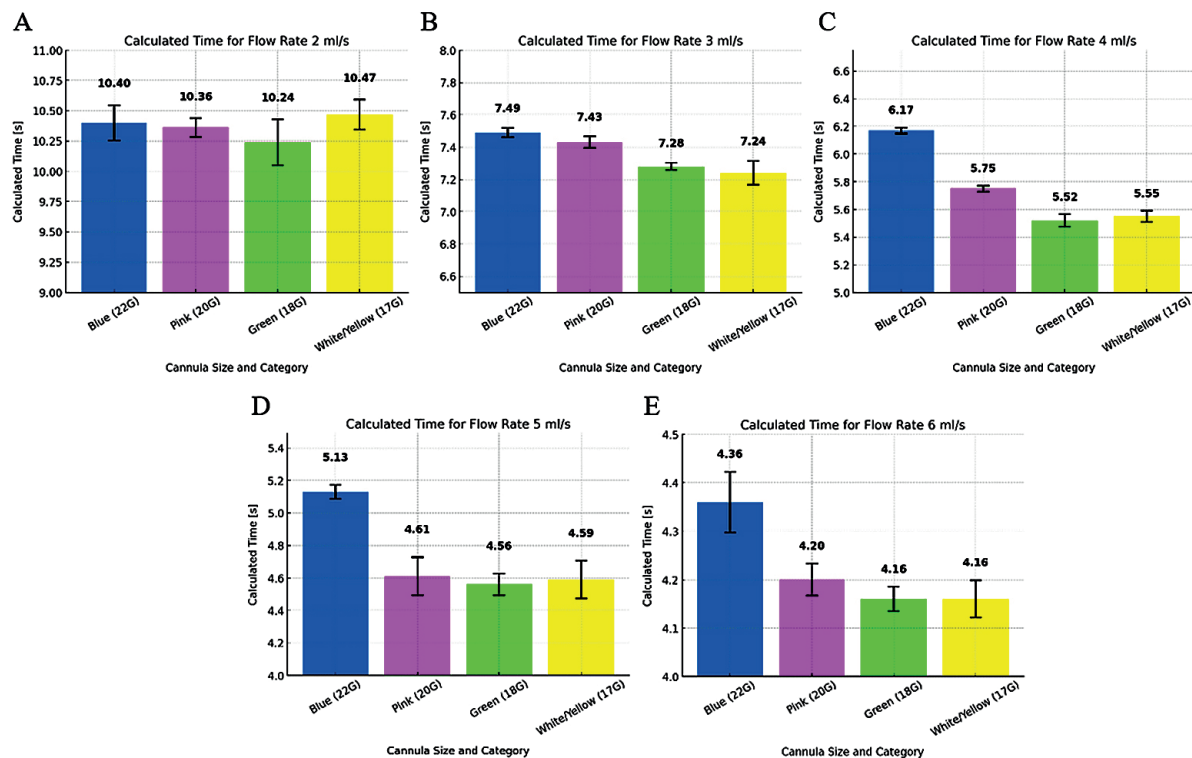 A
Calculated Time for Flow Rate 2 ml/s
11.00
10.75
10.50
10.25
10.00
9.75
9.50
9.25
9.00
Calculated Time [s]
10.40
10.36
10.24
10.47
Blue (22G)
Pink (20G)
Green (18G)
White/Yellow (17G)
Cannula Size and Category
B
Calculated Time for Flow Rate 3 ml/s
8.0
7.8
7.6
7.4
7.2
7.0
6.8
6.6
Calculated Time [s]
7.49
7.43
7.28
7.24
Blue (22G)
Pink (20G)
Green (18G)
White/Yellow (17G)
Cannula Size and Category
C
Calculated Time for Flow Rate 4 ml/s
6.6
6.4
6.2
6.0
5.8
5.6
5.4
5.2
5.0
Calculated Time [s]
6.17
5.75
5.52
5.55
Blue (22G)
Pink (20G)
Green (18G)
White/Yellow (17G)
Cannula Size and Category
D
Calculated Time for Flow Rate 5 ml/s
5.4
5.2
5.0
4.8
4.6
4.4
4.2
4.0
Calculated Time [s]
5.13
4.61
4.56
4.59
Blue (22G)
Pink (20G)
Green (18G)
White/Yellow (17G)
Cannula Size and Category
E
Calculated Time for Flow Rate 6 ml/s
4.5
4.4
4.3
4.2
4.1
4.0
Calculated Time [s]
4.36
4.20
4.16
4.16
Blue (22G)
Pink (20G)
Green (18G)
White/Yellow (17G)
Cannula Size and Category